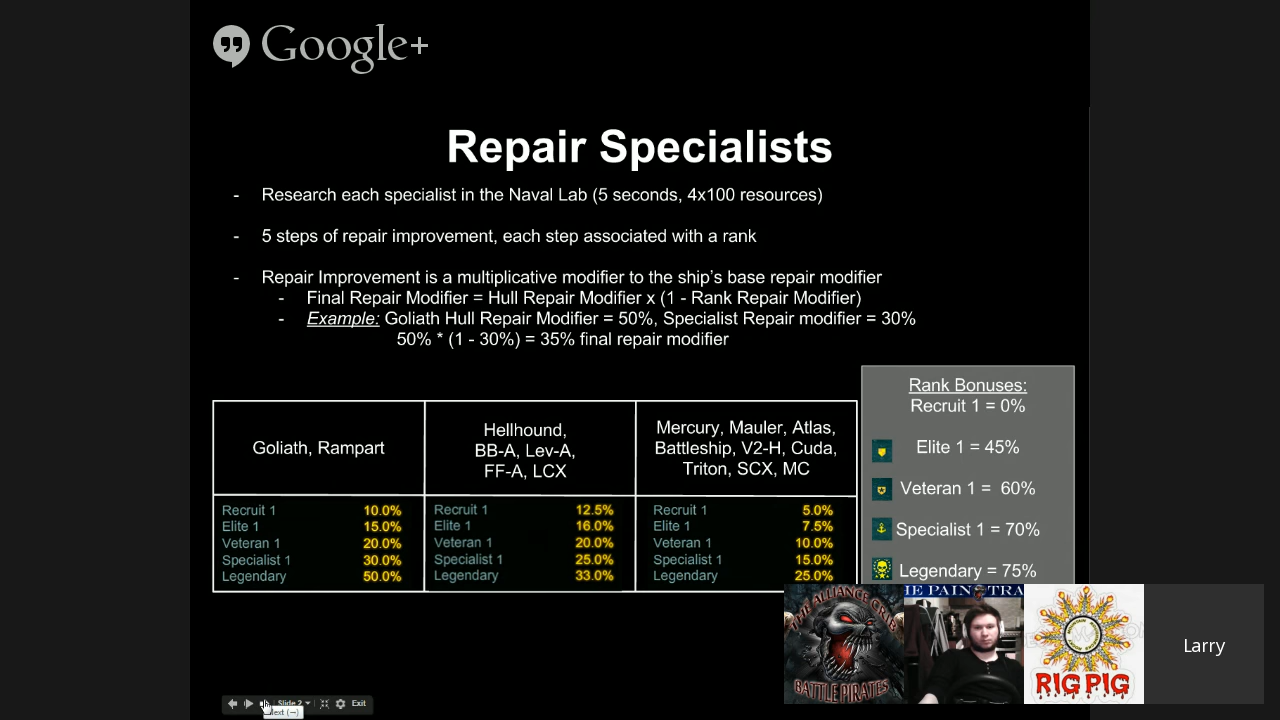 Google+
Repair Specialists
- Research each specialist in the Naval Lab (5 seconds, 4x100 resources)
- 5 steps of repair improvement, each step associated with a rank
- Repair Improvement is a multiplicative modifier to the ship's base repair modifier
- Final Repair Modifier = Hull Repair Modifier x (1 - Rank Repair Modifier)
- Example: Goliath Hull Repair Modifier = 50%, Specialist Repair modifier = 30%
50% * (1 - 30%) = 35% final repair modifier
Goliath, Rampart
Recruit 1 10.0%
Elite 1 15.0%
Veteran 1 20.0%
Specialist 1 30.0%
Legendary 50.0%
Hellhound,
BB-A, Lev-A,
FF-A, LCX
Recruit 1 12.5%
Elite 1 16.0%
Veteran 1 20.0%
Specialist 1 25.0%
Legendary 33.0%
Mercury, Mauler, Atlas,
Battleship, V2-H, Cuda,
Triton, SCX, MC
Recruit 1 5.0%
Elite 1 7.5%
Veteran 1 10.0%
Specialist 1 15.0%
Legendary 25.0%
Rank Bonuses:
Recruit 1 = 0%
Elite 1 = 45%
Veteran 1 = 60%
Specialist 1 = 70%
Legendary = 75%
THE ALLIANCE
BATTLE PIRATES
RIG PIG
Larry
Slide 2
Exit